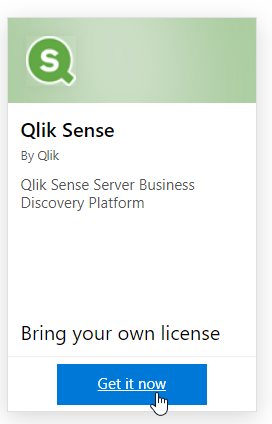 S
Qlik Sense
By Qlik
Qlik Sense Server Business
Discovery Platform
Bring your own license
Get it now